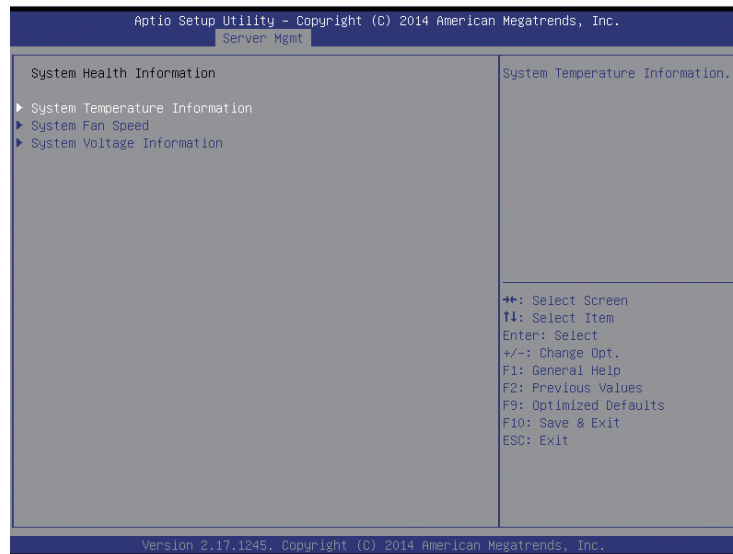 Aptio Setup Utility – Copyright (C) 2014 American Megatrends, Inc.
Server Mgmt
System Health Information
System Temperature Information
System Fan Speed
System Voltage Information
System Temperature Information.
→←: Select Screen
↑↓: Select Item
Enter: Select
+/-: Change Opt.
F1: General Help
F2: Previous Values
F9: Optimized Defaults
F10: Save & Exit
ESC: Exit
Version 2.17.1245. Copyright (C) 2014 American Megatrends, Inc.